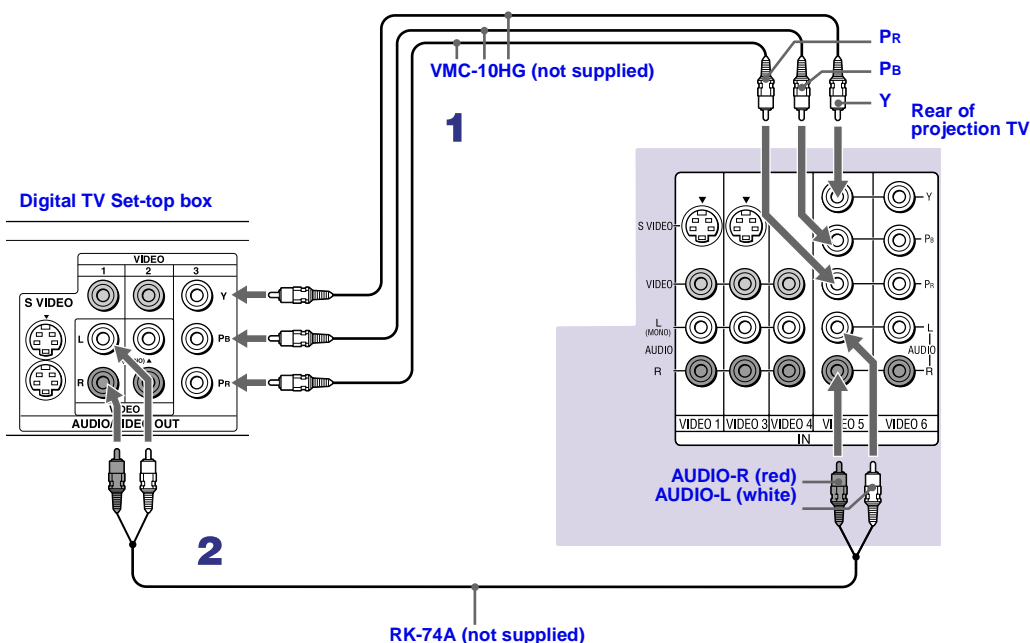 PR
PB
Y
VMC-10HG (not supplied)
1
Rear of
projection TV
Digital TV Set-top box
VIDEO
1 2 3
S VIDEO
Y
L
PB
R
PR
VIDEO
AUDIO/VIDEO OUT
S VIDEO
Y
PB
VIDEO
PR
L
(MONO)
L
AUDIO
AUDIO
R
R
VIDEO 1 VIDEO 3 VIDEO 4 VIDEO 5 VIDEO 6
IN
AUDIO-R (red)
AUDIO-L (white)
2
RK-74A (not supplied)